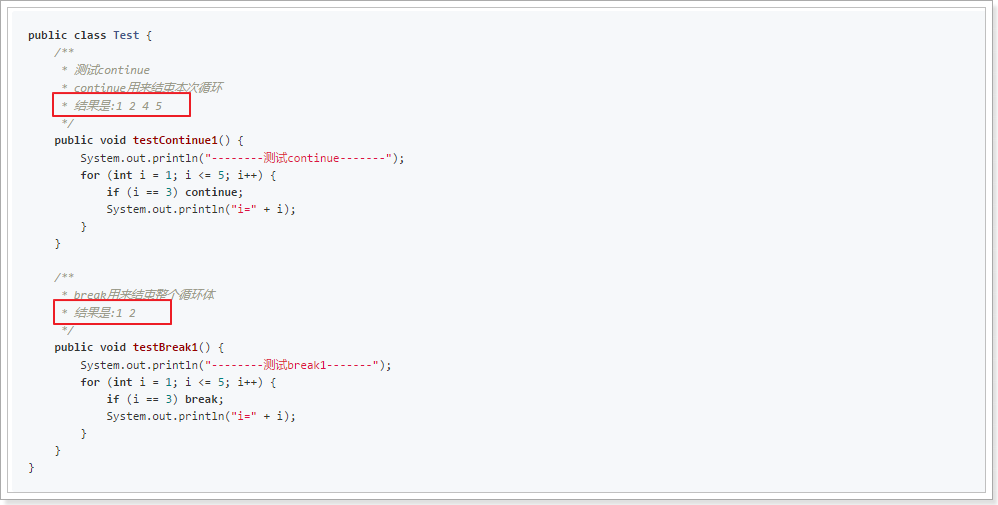 public class Test {
/**
* 测试continue
* continue用来结束本次循环
* 结果是:1 2 4 5
*/
public void testContinue1() {
System.out.println("--------测试continue-------");
for (int i = 1; i <= 5; i++) {
if (i == 3) continue;
System.out.println("i=" + i);
}
}
/**
* break用来结束整个循环体
* 结果是:1 2
*/
public void testBreak1() {
System.out.println("--------测试break1-------");
for (int i = 1; i <= 5; i++) {
if (i == 3) break;
System.out.println("i=" + i);
}
}
}